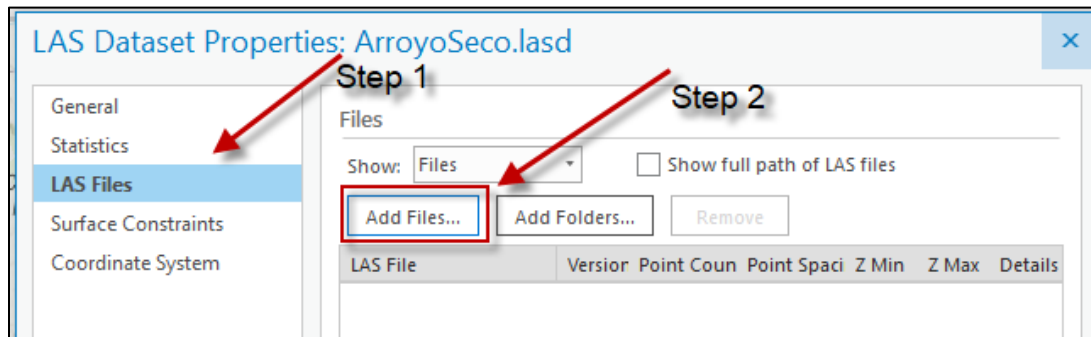 LAS Dataset Properties: ArroyoSeco.lasd
Step 1
Step 2
General
Statistics
LAS Files
Surface Constraints
Coordinate System
Files
Show: Files
Show full path of LAS files
Add Files... Add Folders... Remove
LAS File Version Point Coun Point Spaci Z Min Z Max Details